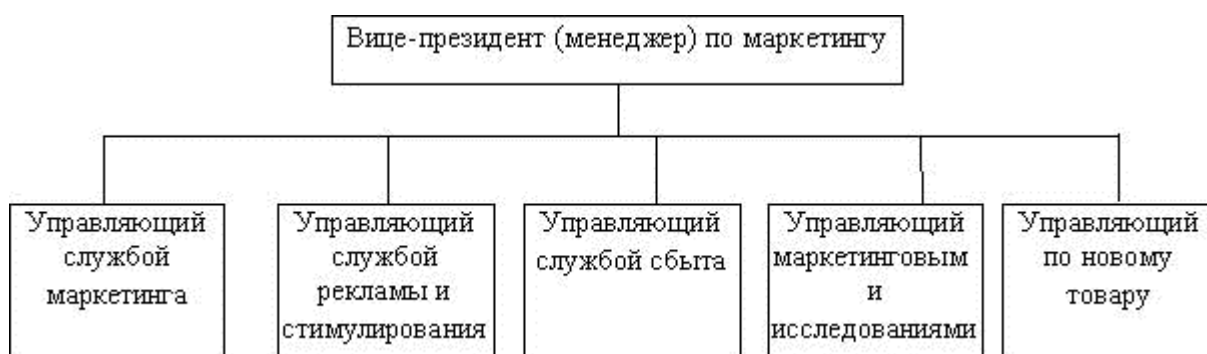 Вице-президент (менеджер) по маркетингу
Управляющий
службой
маркетинга
Управляющий
службой
рекламы и
стимулирования
Управляющий
службой сбыта
Управляющий
маркетинговым
и
исследованиями
Управляющий
по новому
товару